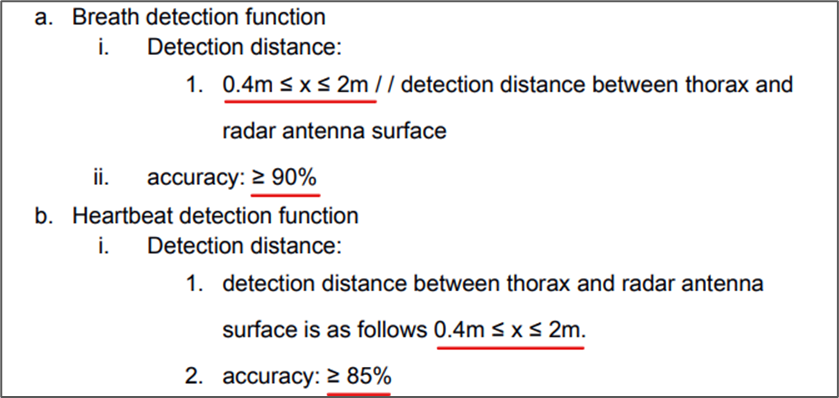 a. Breath detection function
i. Detection distance:
1. 0.4m ≤ x ≤ 2m / / detection distance between thorax and
radar antenna surface
ii. accuracy: ≥ 90%
b. Heartbeat detection function
i. Detection distance:
1. detection distance between thorax and radar antenna
surface is as follows 0.4m ≤ x ≤ 2m.
2. accuracy: ≥ 85%